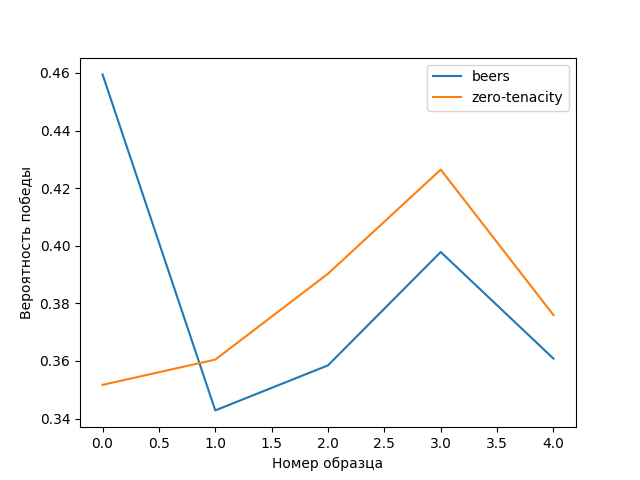 beers
zero-tenacity
0.46
0.44
0.42
0.40
0.38
0.36
0.34
Вероятность победы
0.0 0.5 1.0 1.5 2.0 2.5 3.0 3.5 4.0
Номер образца